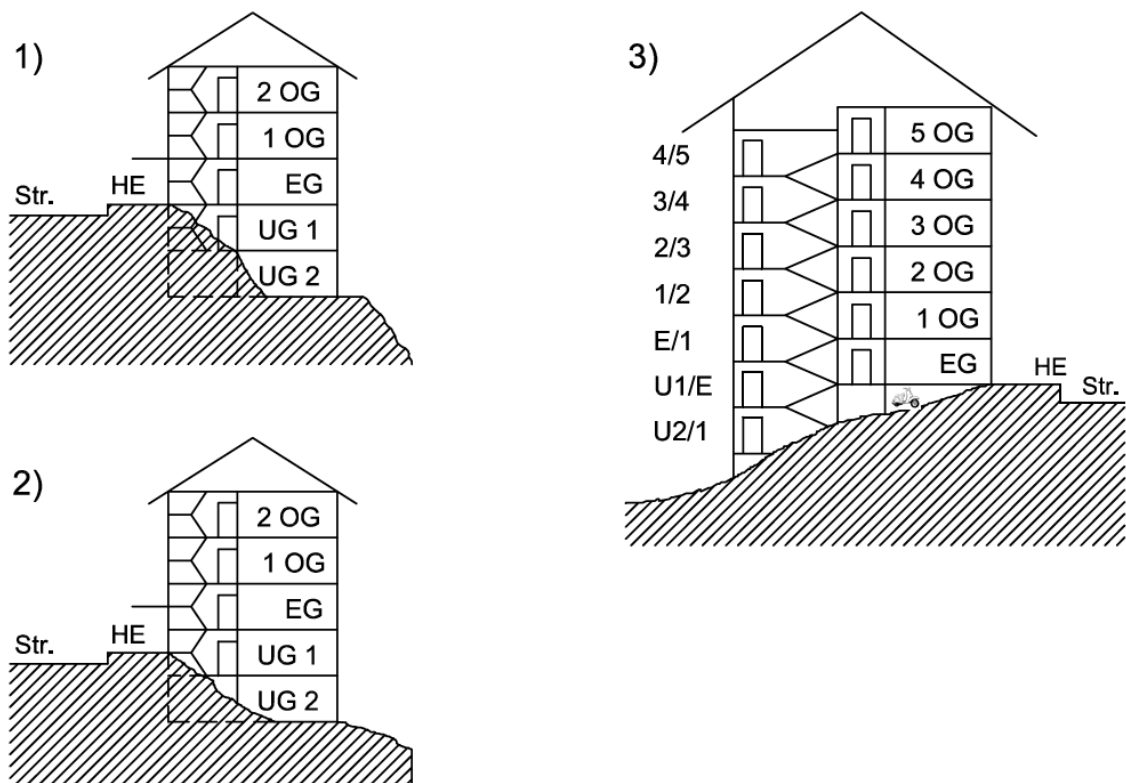 1)
2 OG
1 OG
HE
EG
Str.
UG 1
UG 2
2)
2 OG
1 OG
EG
Str.
HE
UG 1
UG 2
3)
5 OG
4/5
4 OG
3/4
3 OG
2/3
2 OG
1/2
1 OG
E/1
EG
HE
U1/E
Str.
U2/1